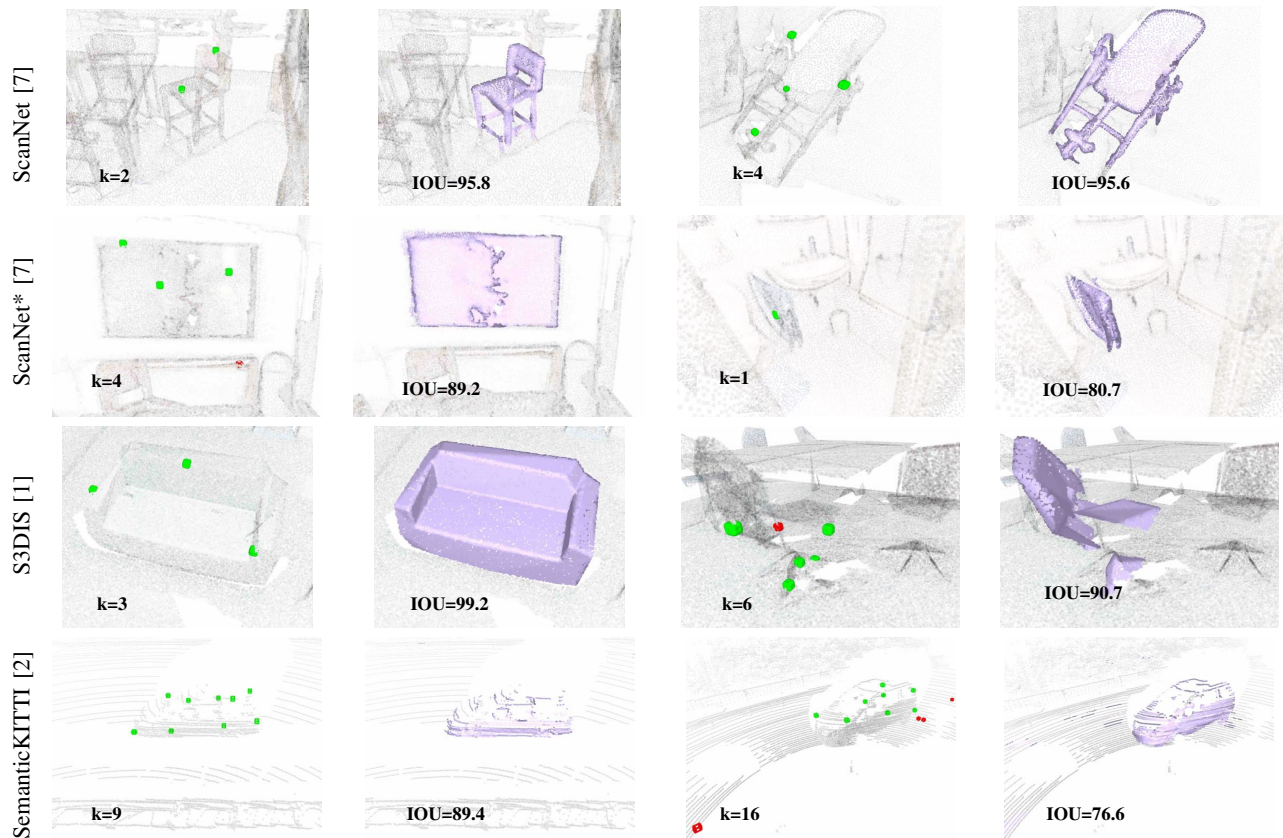 ScanNet [7]
k=2
IOU=95.8
k=4
IOU=95.6
ScanNet* [7]
k=4
IOU=89.2
k=1
IOU=80.7
S3DIS [1]
k=3
IOU=99.2
k=6
IOU=90.7
SemanticKITTI [2]
k=9
IOU=89.4
k=16
IOU=76.6